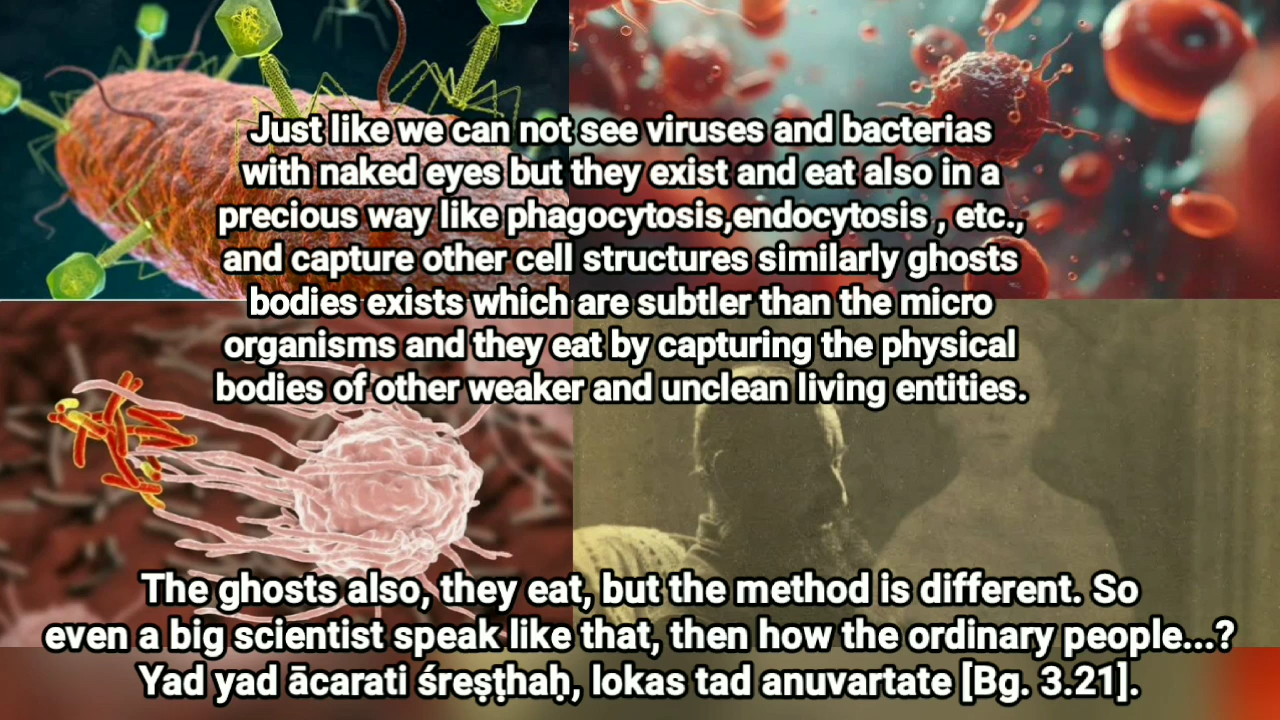 Just like we can not see viruses and bacterias
with naked eyes but they exist and eat also in a
precious way like phagocytosis,endocytosis , etc.,
and capture other cell structures similarly ghosts
bodies exists which are subtler than the micro
organisms and they eat by capturing the physical
bodies of other weaker and unclean living entities.
The ghosts also, they eat, but the method is different. So
even a big scientist speak like that, then how the ordinary people...?
Yad yad ācarati śreṣṭhaḥ, lokas tad anuvartate [Bg. 3.21].